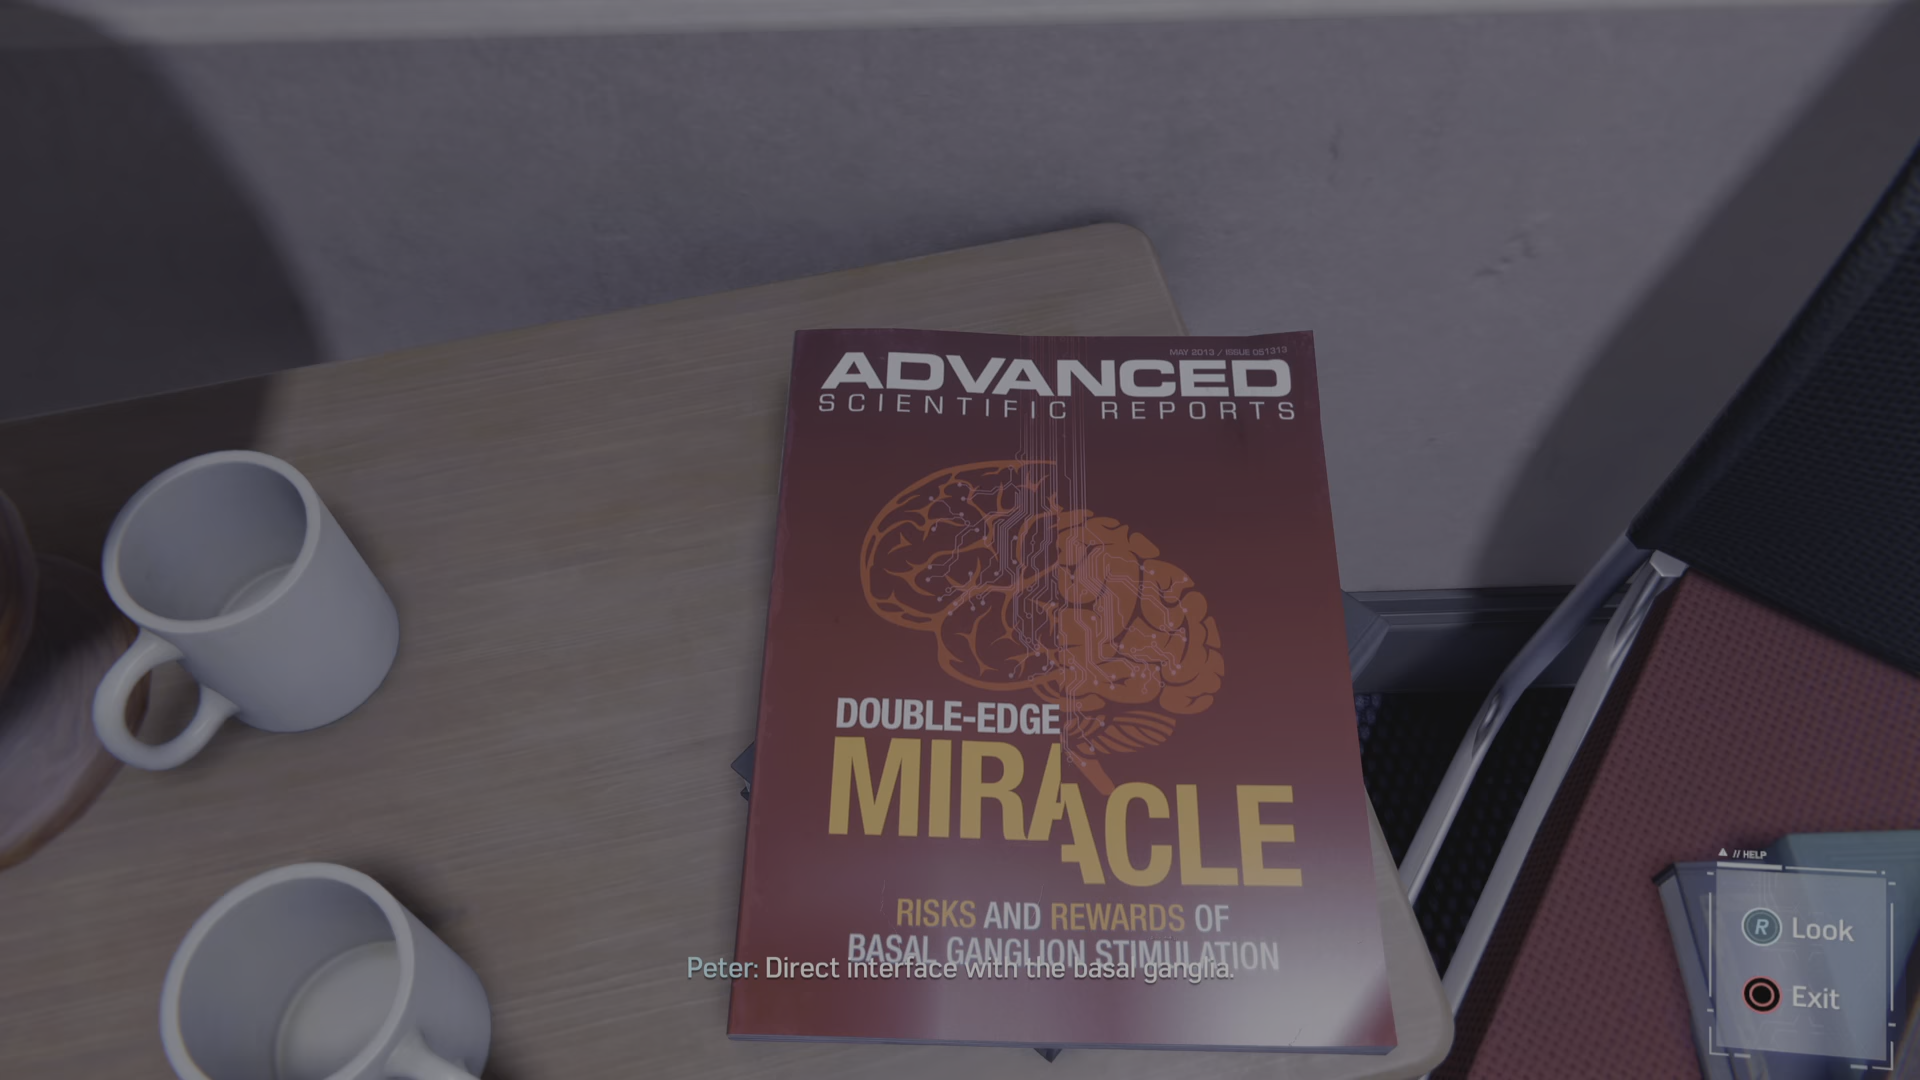 MAY 2013 / ISSUE 051313
ADVANCED
SCIENTIFIC REPORTS
DOUBLE-EDGE
MIRACLE
RISKS AND REWARDS OF
BASAL GANGLION STIMULATION
Peter: Direct interface with the basal ganglia.
// HELP
R Look
Exit